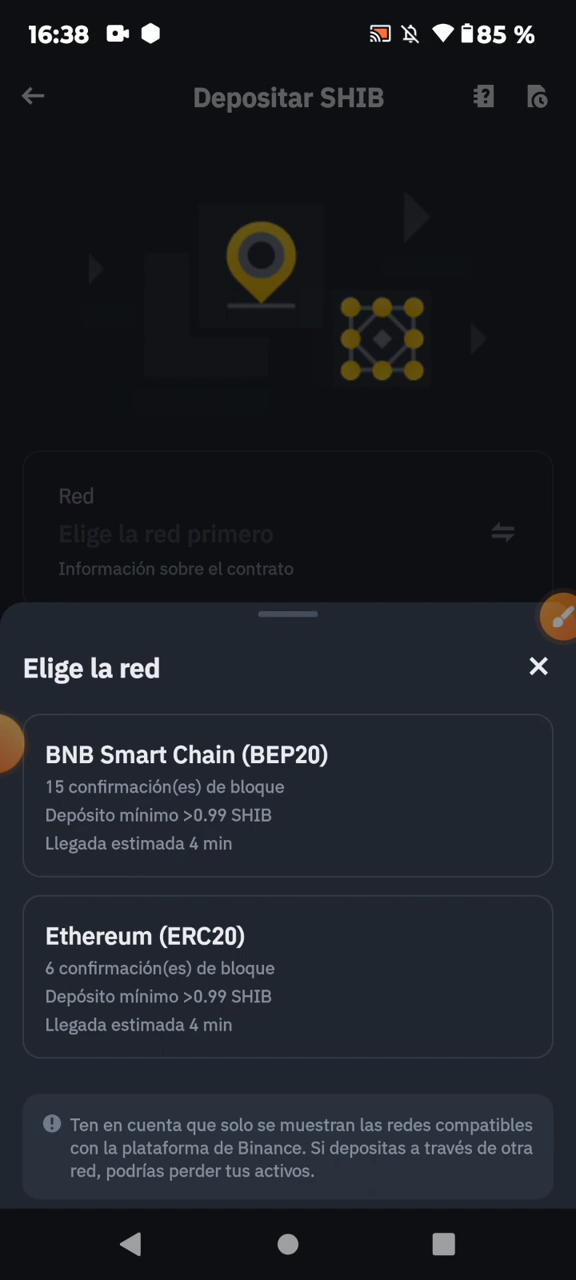 16:38
85 %
Depositar SHIB
Red
Elige la red primero
Información sobre el contrato
Elige la red
BNB Smart Chain (BEP20)
15 confirmación(es) de bloque
Depósito mínimo >0.99 SHIB
Llegada estimada 4 min
Ethereum (ERC20)
6 confirmación(es) de bloque
Depósito mínimo >0.99 SHIB
Llegada estimada 4 min
Ten en cuenta que solo se muestran las redes compatibles
con la plataforma de Binance. Si depositas a través de otra
red, podrías perder tus activos.